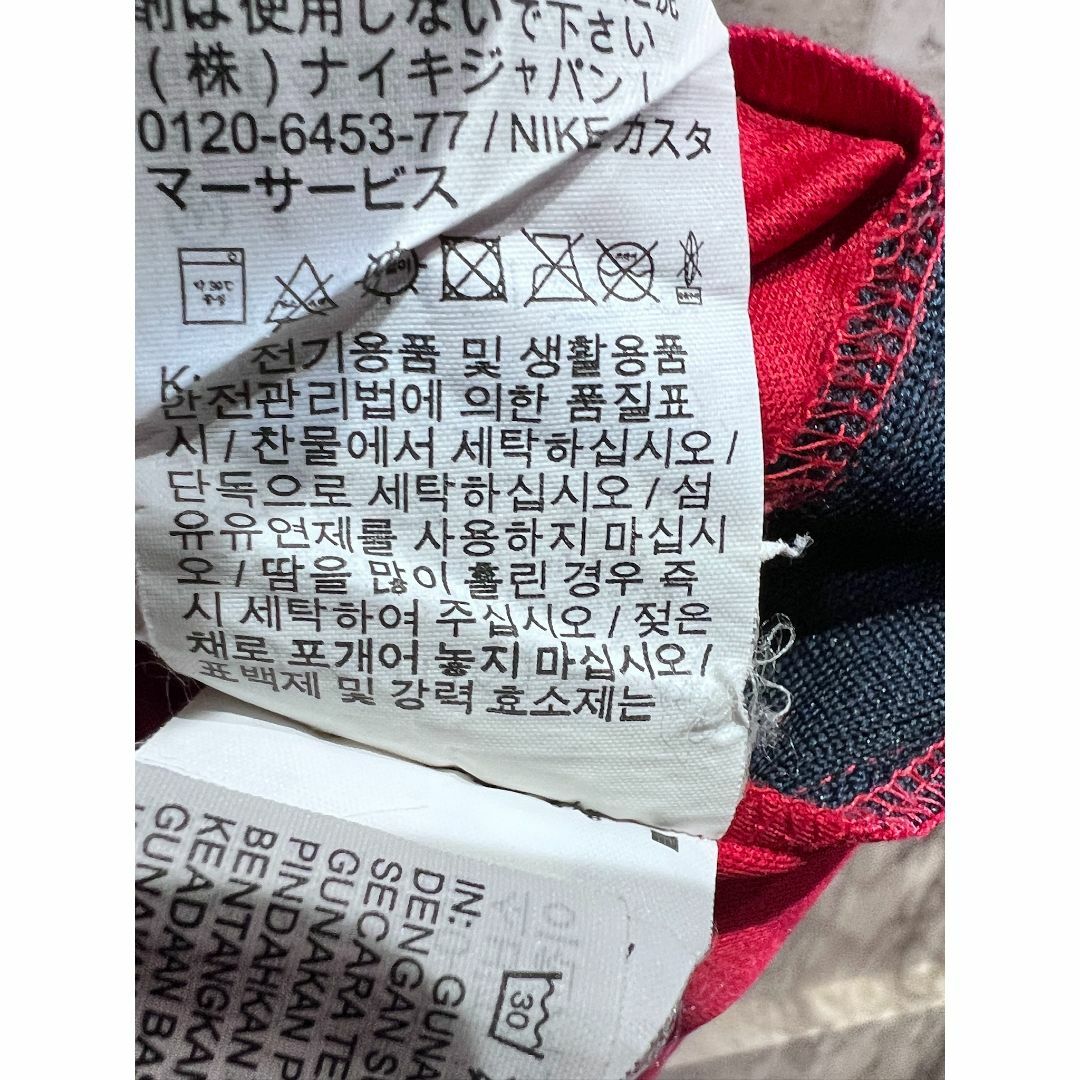 剤は使用しないで下さい
(株)ナイキジャパン/
0120-6453-77 / NIKEカスタ
マーサービス
K. 전기용품 및 생활용품
안전관리법에 의한 품질표
시 / 찬물에서 세탁하십시오 /
단독으로 세탁하십시오 / 섬
유유연제를 사용하지 마십시
오 / 땀을 많이 흘린 경우 즉
시 세탁하여 주십시오 / 젖은
채로 포개어 놓지 마십시오 /
표백제 및 강력 효소제는
IN:
DENGAN GUNA
SECARA
GUNAKAN TE
PINDAHKAN
BENTANGKAN P
KEADAAN BA
GUNA
30